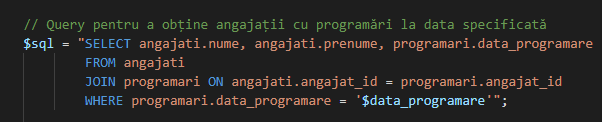 // Query pentru a obține angajații cu programări la data specificată
$sql = "SELECT angajati.nume, angajati.prenume, programari.data_programare
FROM angajati
JOIN programari ON angajati.angajat_id = programari.angajat_id
WHERE programari.data_programare = '$data_programare'";